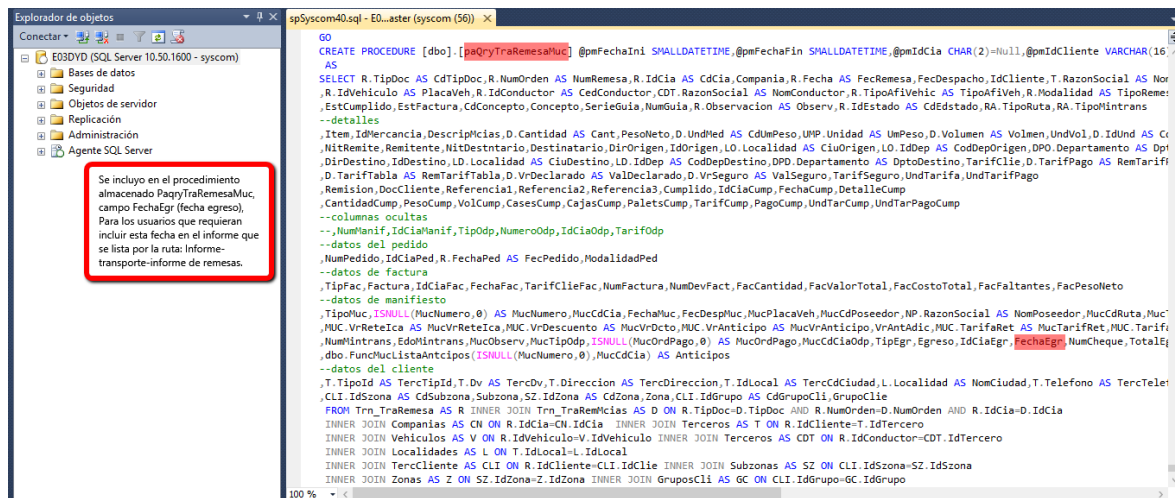 Explorador de objetos
Conectar
E03DYD (SQL Server 10.50.1600 - syscom)
Bases de datos
Seguridad
Objetos de servidor
Replicación
Administración
Agente SQL Server
Se incluyo en el procedimiento
almacenado PaqryTraRemesaMuc,
campo FechaEgr (fecha egreso),
Para los usuarios que requieran
incluir esta fecha en el informe que
se lista por la ruta: Informe-
transporte-informe de remesas.
spSyscom40.sql - E0...aster (syscom (56))
GO
CREATE PROCEDURE [dbo].[paQryTraRemesaMuc] @pmFechaIni SMALLDATETIME,@pmFechaFin SMALLDATETIME,@pmIdCia CHAR(2)=Null,@pmIdCliente VARCHAR(16)
AS
SELECT R.TipDoc AS CdTipDoc,R.NumOrden AS NumRemesa,R.IdCia AS CdCia,Compania,R.Fecha AS FecRemesa,FecDespacho,IdCliente,T.RazonSocial AS Nom
,R.IdVehiculo AS PlacaVeh,R.IdConductor AS CedConductor,CDT.RazonSocial AS NomConductor,R.TipoAfiVehic AS TipoAfiVeh,R.Modalidad AS TipoRemes
,EstCumplido,EstFactura,CdConcepto,Concepto,SerieGuia,NumGuia,R.Observacion AS Observ,R.IdEstado AS CdEdstado,RA.TipoRuta,RA.TipoMintrans
--detalles
,Item,IdMercancia,DescripMcias,D.Cantidad AS Cant,PesoNeto,D.UndMed AS CdUmPeso,UMP.Unidad AS UmPeso,D.Volumen AS Volmen,UndVol,D.IdUnd AS Co
,NitRemite,Remitente,NitDestntario,Destinatario,DirOrigen,IdOrigen,LO.Localidad AS CiuOrigen,LO.IdDep AS CodDepOrigen,DPO.Departamento AS Dpt
,DirDestino,IdDestino,LD.Localidad AS CiuDestino,LD.IdDep AS CodDepDestino,DPD.Departamento AS DptoDestino,TarifClie,D.TarifPago AS RemTarifP
,D.TarifTabla AS RemTarifTabla,D.VrDeclarado AS ValDeclarado,D.VrSeguro AS ValSeguro,TarifSeguro,UndTarifa,UndTarifPago
,Remision,DocCliente,Referencia1,Referencia2,Referencia3,Cumplido,IdCiaCump,FechaCump,DetalleCump
,CantidadCump,PesoCump,VolCump,CasesCump,CajasCump,PaletsCump,TarifCump,PagoCump,UndTarCump,UndTarPagoCump
--columnas ocultas
--,NumManif,IdCiaManif,TipOdp,NumeroOdp,IdCiaOdp,TarifOdp
--datos del pedido
,NumPedido,IdCiaPed,R.FechaPed AS FecPedido,ModalidadPed
--datos de factura
,TipFac,Factura,IdCiaFac,FechaFac,TarifClieFac,NumFactura,NumDevFact,FacCantidad,FacValorTotal,FacCostoTotal,FacFaltantes,FacPesoNeto
--datos de manifiesto
,TipoMuc,ISNULL(MucNumero,0) AS MucNumero,MucCdCia,FechaMuc,FecDespMuc,MucPlacaVeh,MucCdPoseedor,NP.RazonSocial AS NomPoseedor,MucCdRuta,MucT
,MUC.VrReteIca AS MucVrReteIca,MUC.VrDescuento AS MucVrDcto,MUC.VrAnticipo AS MucVrAnticipo,VrAntAdic,MUC.TarifaRet AS MucTarifRet,MUC.Tarifa
,NumMintrans,EdoMintrans,MucObserv,MucTipOdp,ISNULL(MucOrdPago,0) AS MucOrdPago,MucCdCiaOdp,TipEgr,Egreso,IdCiaEgr,FechaEgr,NumCheque,TotalEg
,dbo.FuncMucListaAntcipos(ISNULL(MucNumero,0),MucCdCia) AS Anticipos
--datos del cliente
,T.TipoId AS TercTipId,T.Dv AS TercDv,T.Direccion AS TercDireccion,T.IdLocal AS TercCdCiudad,L.Localidad AS NomCiudad,T.Telefono AS TercTelef
,CLI.IdSzona AS CdSubzona,Subzona,SZ.IdZona AS CdZona,Zona,CLI.IdGrupo AS CdGrupoCli,GrupoClie
FROM Trn_TraRemesa AS R INNER JOIN Trn_TraRemMcias AS D ON R.TipDoc=D.TipDoc AND R.NumOrden=D.NumOrden AND R.IdCia=D.IdCia
INNER JOIN Companias AS CN ON R.IdCia=CN.IdCia INNER JOIN Terceros AS T ON R.IdCliente=T.IdTercero
INNER JOIN Vehiculos AS V ON R.IdVehiculo=V.IdVehiculo INNER JOIN Terceros AS CDT ON R.IdConductor=CDT.IdTercero
INNER JOIN Localidades AS L ON T.IdLocal=L.IdLocal
INNER JOIN TercCliente AS CLI ON R.IdCliente=CLI.IdClie INNER JOIN Subzonas AS SZ ON CLI.IdSzona=SZ.IdSzona
INNER JOIN Zonas AS Z ON SZ.IdZona=Z.IdZona INNER JOIN GruposCli AS GC ON CLI.IdGrupo=GC.IdGrupo
100 %